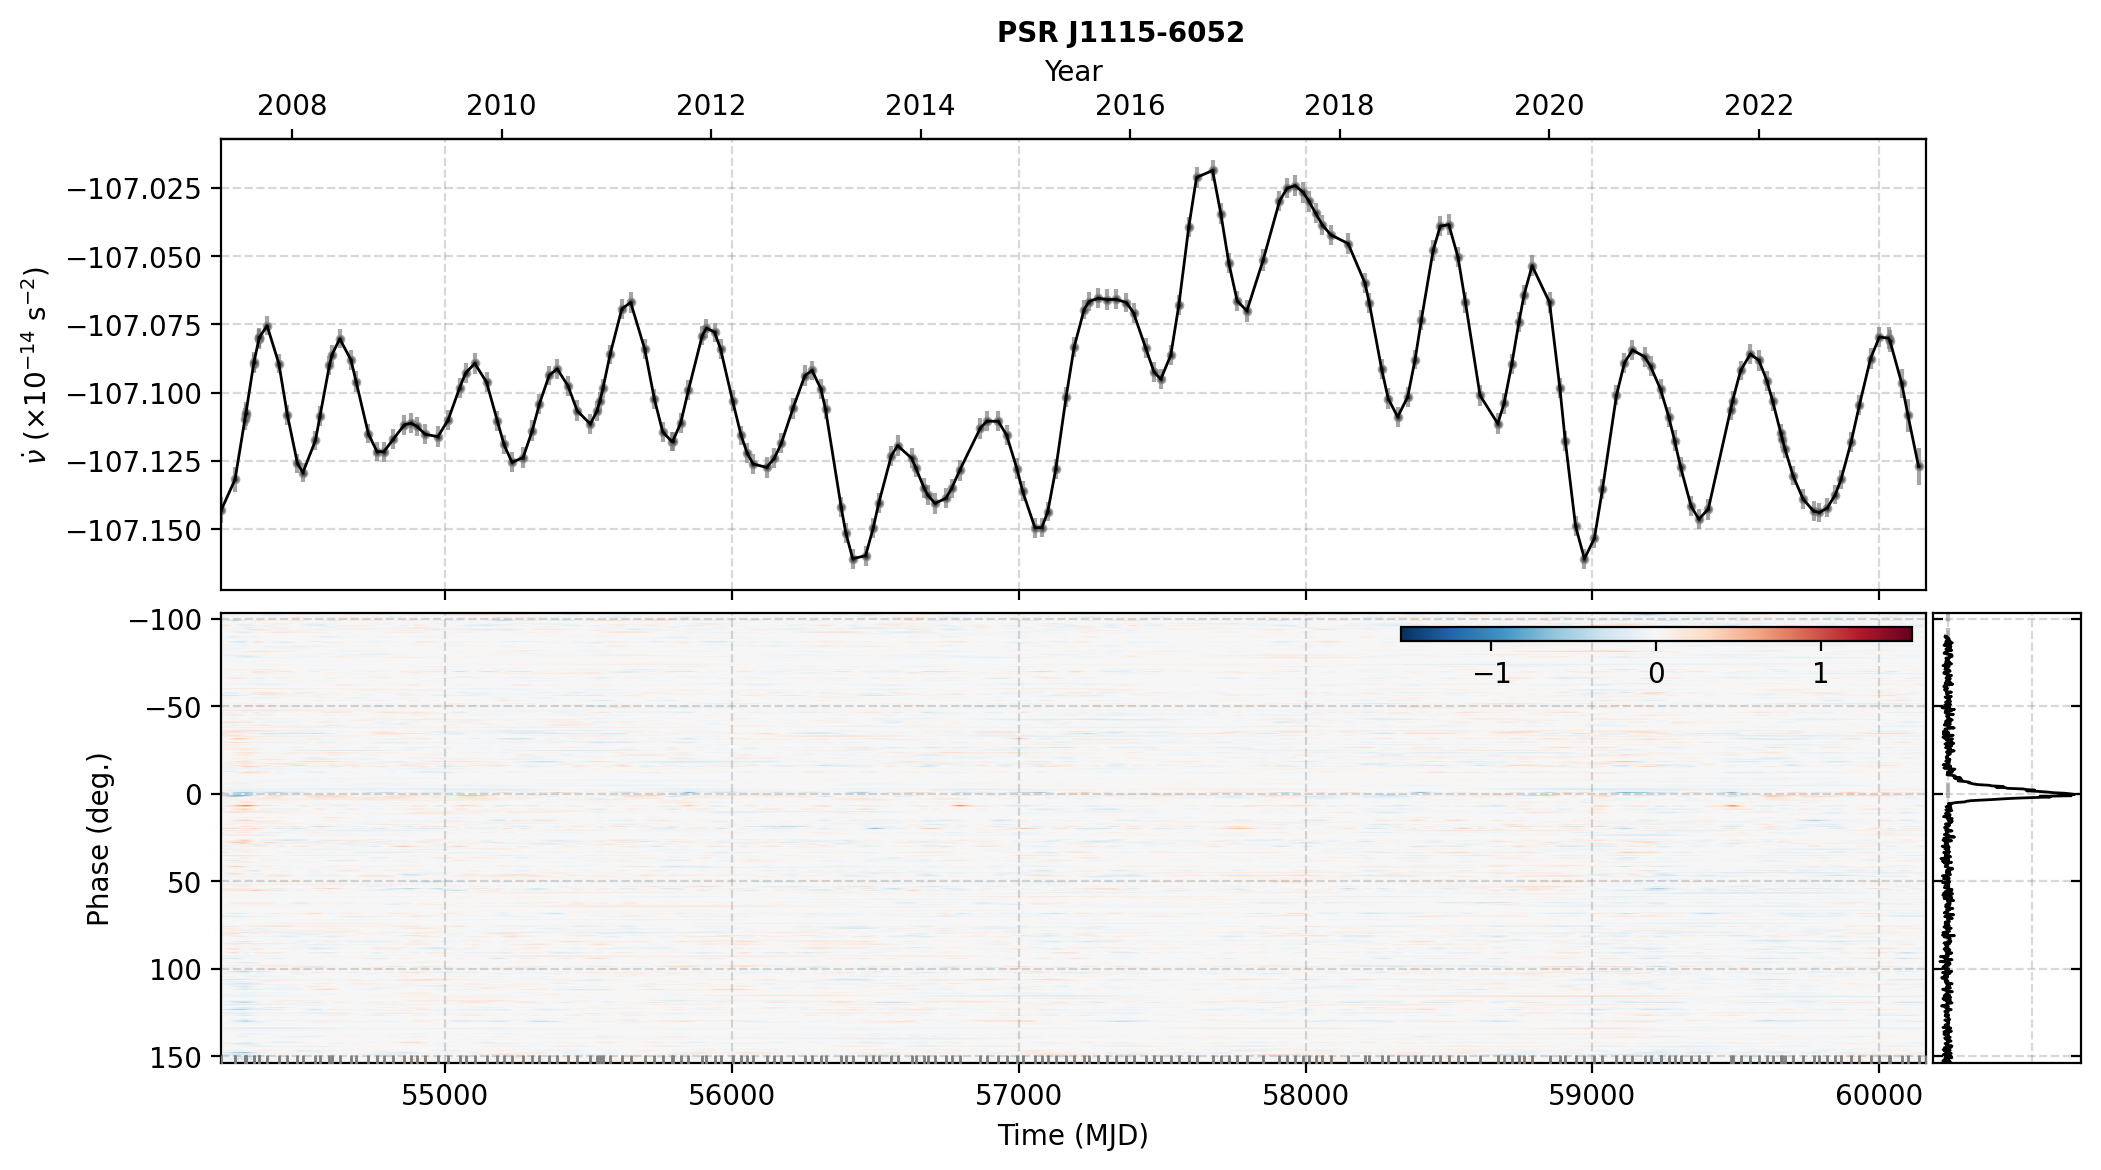 PSR J1115-6052
Year
2008 2010 2012 2014 2016 2018 2020 2022
−107.025
−107.050
−107.075
−107.100
−107.125
−107.150
ν̇ (×10⁻¹⁴ s⁻²)
−100
−50
0
50
100
150
Phase (deg.)
−1 0 1
55000 56000 57000 58000 59000 60000
Time (MJD)